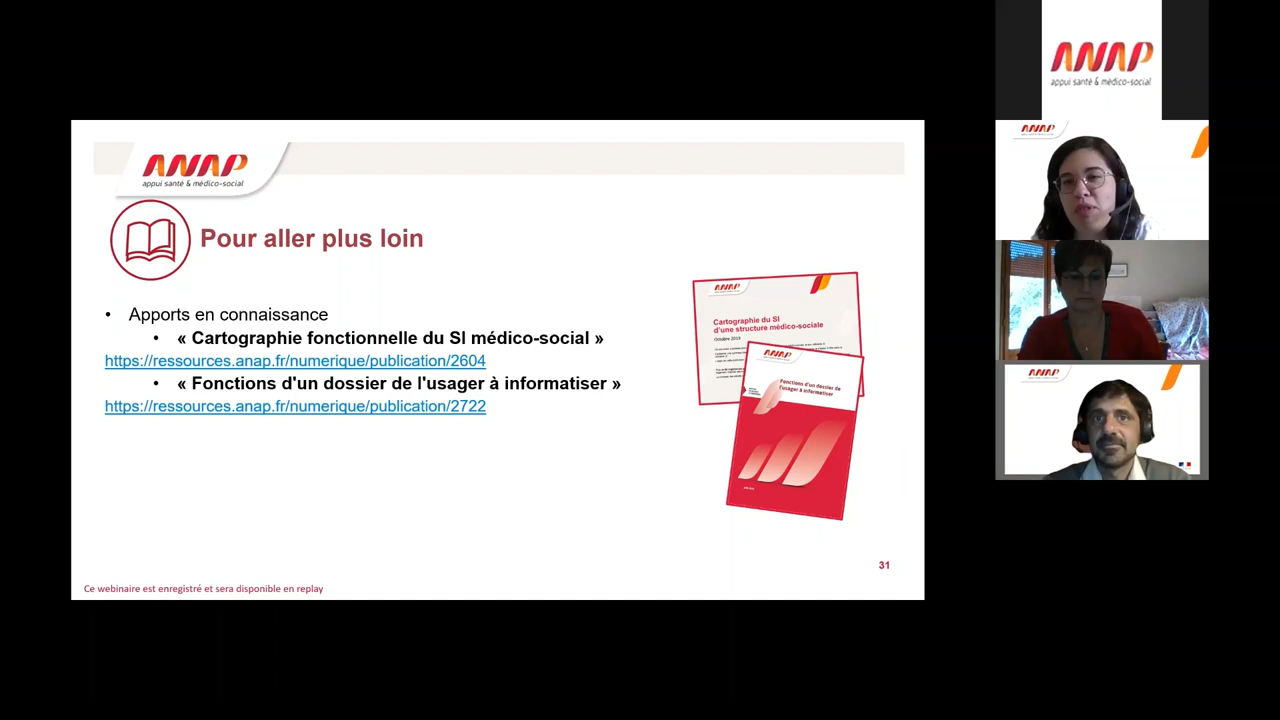 ANAP
appui santé & médico-social
Pour aller plus loin
• Apports en connaissance
• « Cartographie fonctionnelle du SI médico-social »
https://ressources.anap.fr/numerique/publication/2604
• « Fonctions d'un dossier de l'usager à informatiser »
https://ressources.anap.fr/numerique/publication/2722
ANAP
Cartographie du SI
d'une structure médico-sociale
Octobre 2019
ANAP
Fonctions d'un dossier de
l'usager à informatiser
31
Ce webinaire est enregistré et sera disponible en replay
ANAP
appui santé & médico-social
ANAP
ANAP